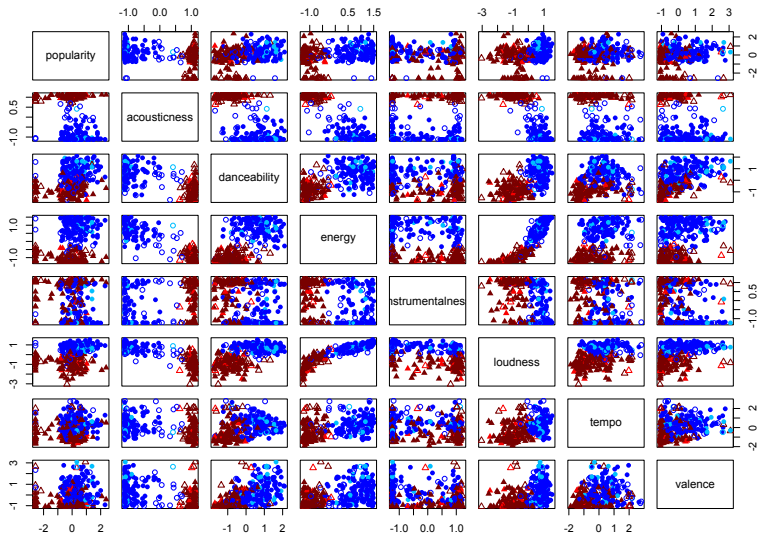 -1.0 0.0 1.0 -1.0 0.5 1.5 -3 -1 1 -1 0 1 2 3
popularity -2 0 2
-1.0 0.5 acousticness
danceability -1 1
-1.0 1.0 energy
nstrumentalnes -1.0 0.5
-3 -1 1 loudness
tempo -2 0 2
-1 1 3 valence
-2 0 2 -1 0 1 2 -1.0 0.0 1.0 -2 0 1 2